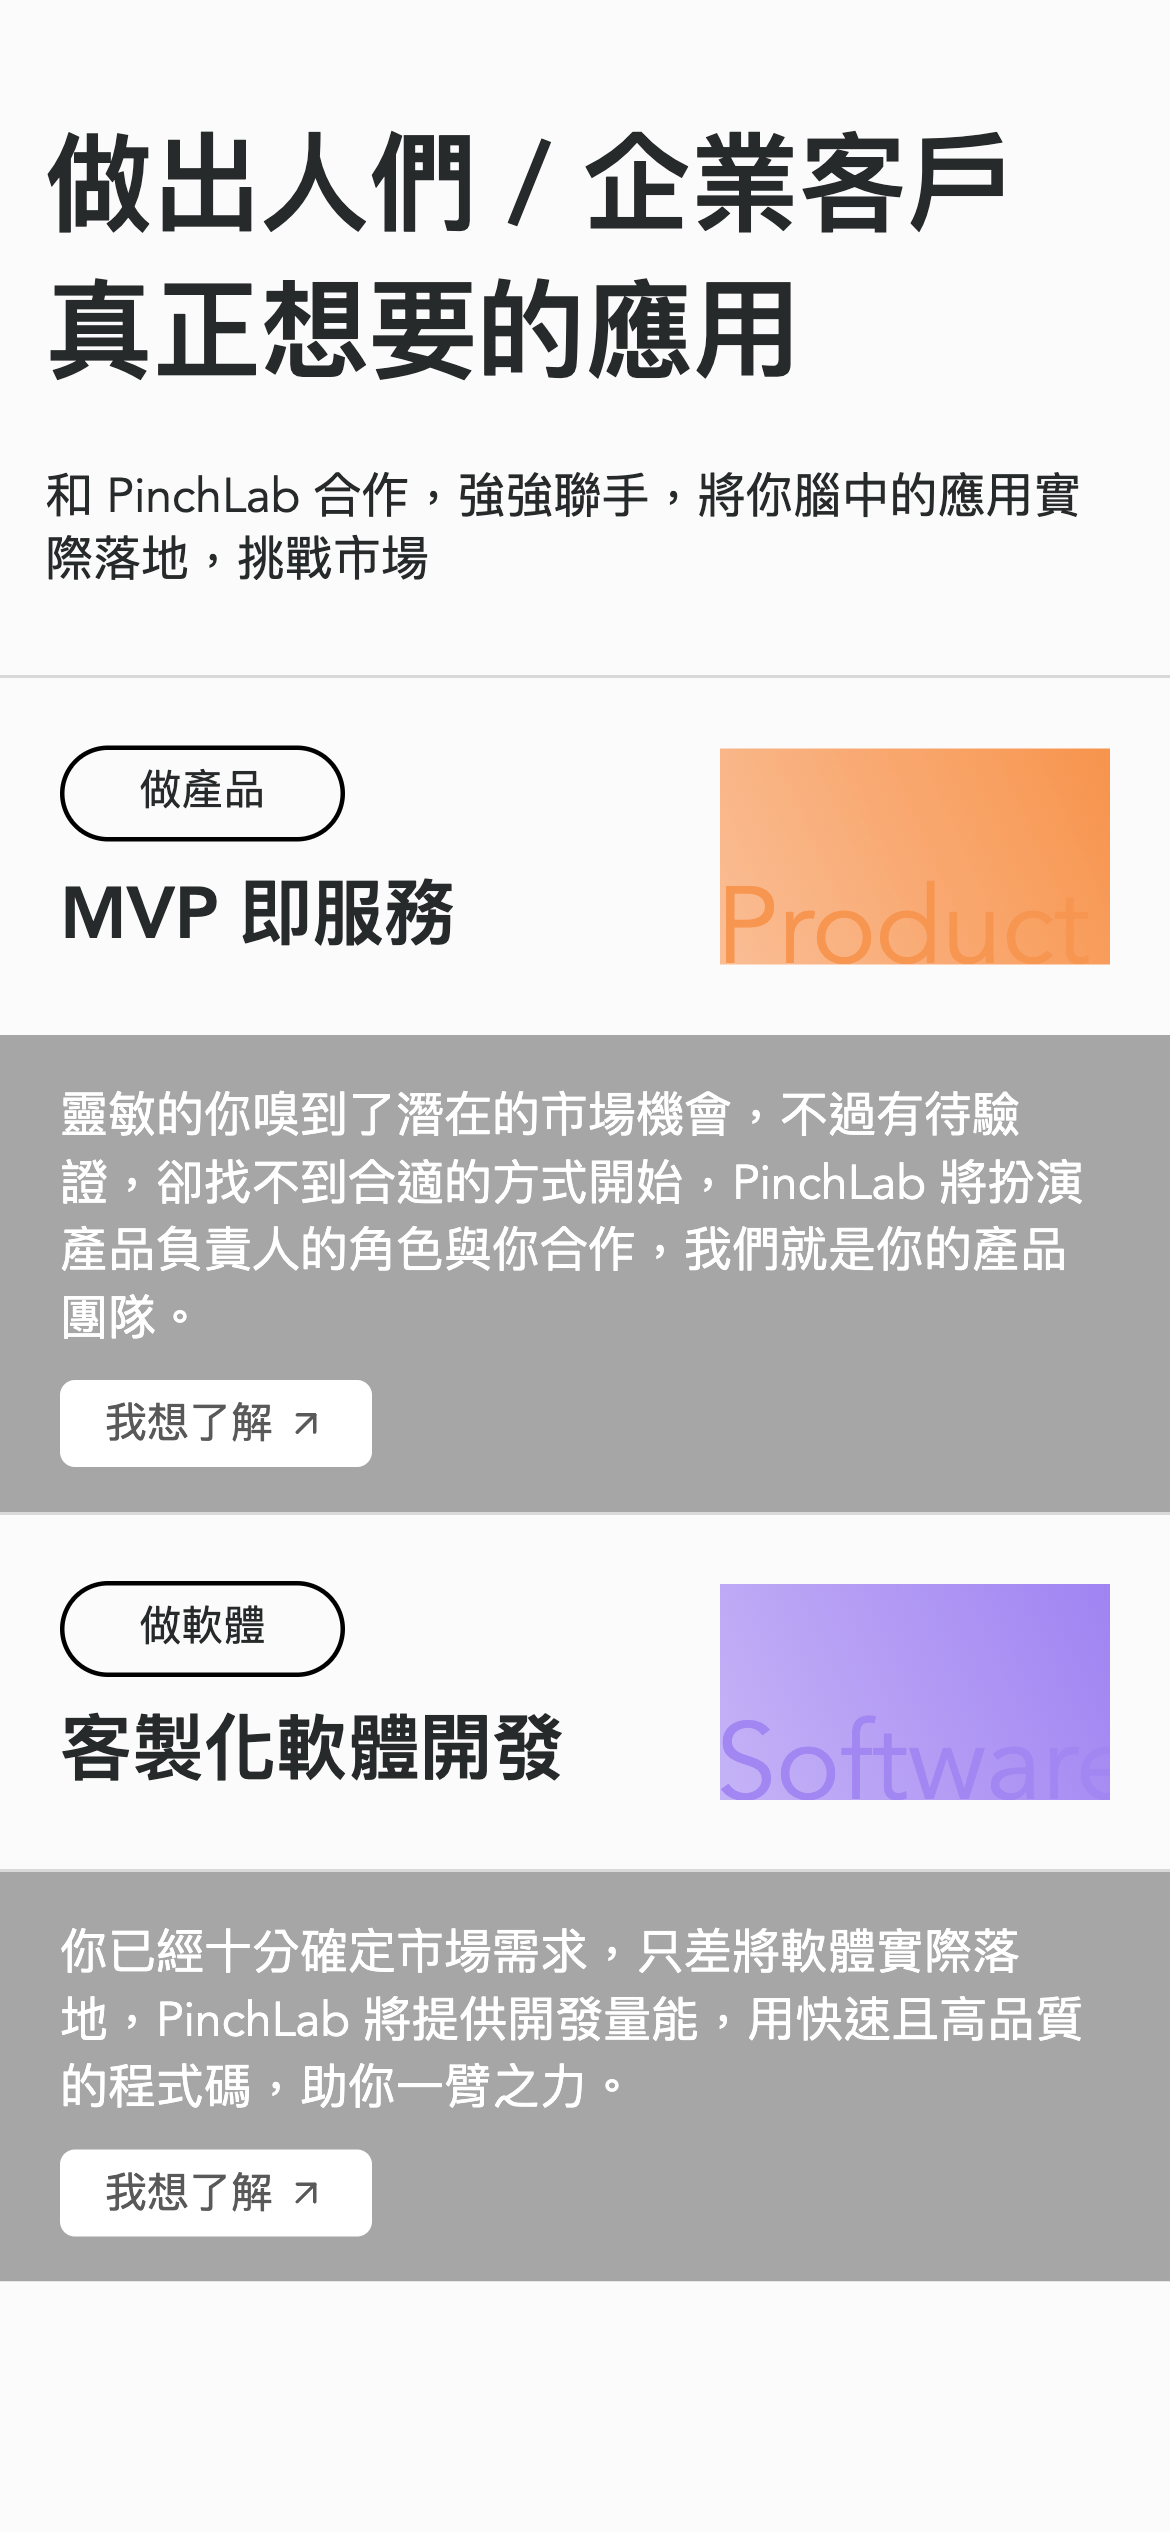 做出人們 / 企業客戶
真正想要的應用
和 PinchLab 合作，強強聯手，將你腦中的應用實
際落地，挑戰市場
做產品
MVP 即服務
Product
靈敏的你嗅到了潛在的市場機會，不過有待驗
證，卻找不到合適的方式開始，PinchLab 將扮演
產品負責人的角色與你合作，我們就是你的產品
團隊。
我想了解 ↗
做軟體
客製化軟體開發
Software
你已經十分確定市場需求，只差將軟體實際落
地，PinchLab 將提供開發量能，用快速且高品質
的程式碼，助你一臂之力。
我想了解 ↗